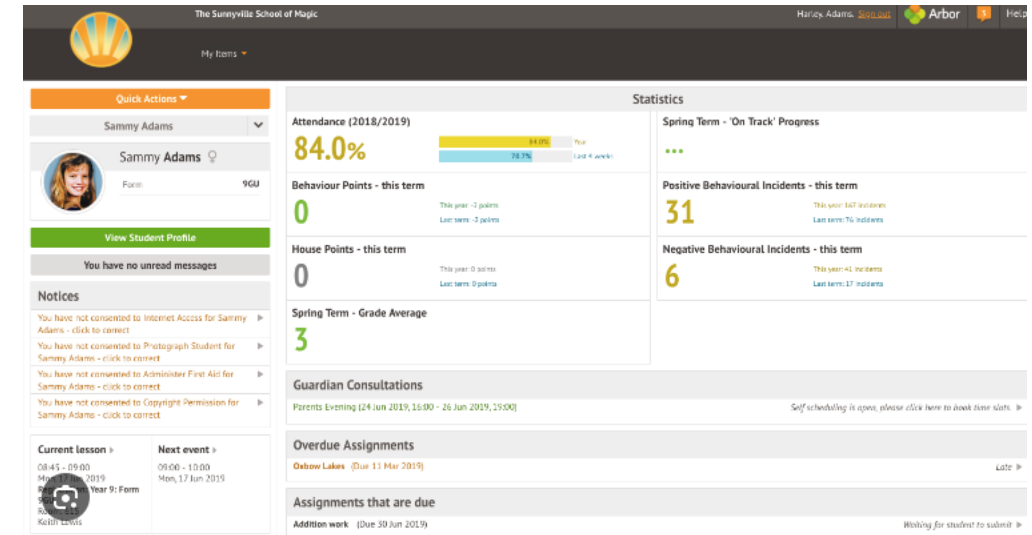 The Sunnyville School of Magic
Harley, Adams. Sign out
Arbor
Help
My Items
Quick Actions
Sammy Adams
Sammy Adams
Form 9GU
View Student Profile
You have no unread messages
Notices
You have not consented to Internet Access for Sammy
Adams - click to correct
You have not consented to Photograph Student for
Sammy Adams - click to correct
You have not consented to Administer First Aid for
Sammy Adams - click to correct
You have not consented to Copyright Permission for
Sammy Adams - click to correct
Current lesson
08:45 - 09:00
Mon, 17 Jun 2019
Year 9: Form
Keith Lewis
Next event
09:00 - 10:00
Mon, 17 Jun 2019
Statistics
Attendance (2018/2019)
84.0%
84.0% Year
78.7% Last 4 weeks
Spring Term - 'On Track' Progress
...
Behaviour Points - this term
0
This year: -2 points
Last term: -3 points
Positive Behavioural Incidents - this term
31
This year: 167 incidents
Last term: 76 incidents
House Points - this term
0
This year: 0 points
Last term: 0 points
Negative Behavioural Incidents - this term
6
This year: 41 incidents
Last term: 17 incidents
Spring Term - Grade Average
3
Guardian Consultations
Parents Evening (24 Jun 2019, 16:00 - 26 Jun 2019, 19:00)
Self scheduling is open, please click here to book time slots.
Overdue Assignments
Oxbow Lakes (Due 11 Mar 2019)
Late
Assignments that are due
Addition work (Due 30 Jun 2019)
Waiting for student to submit